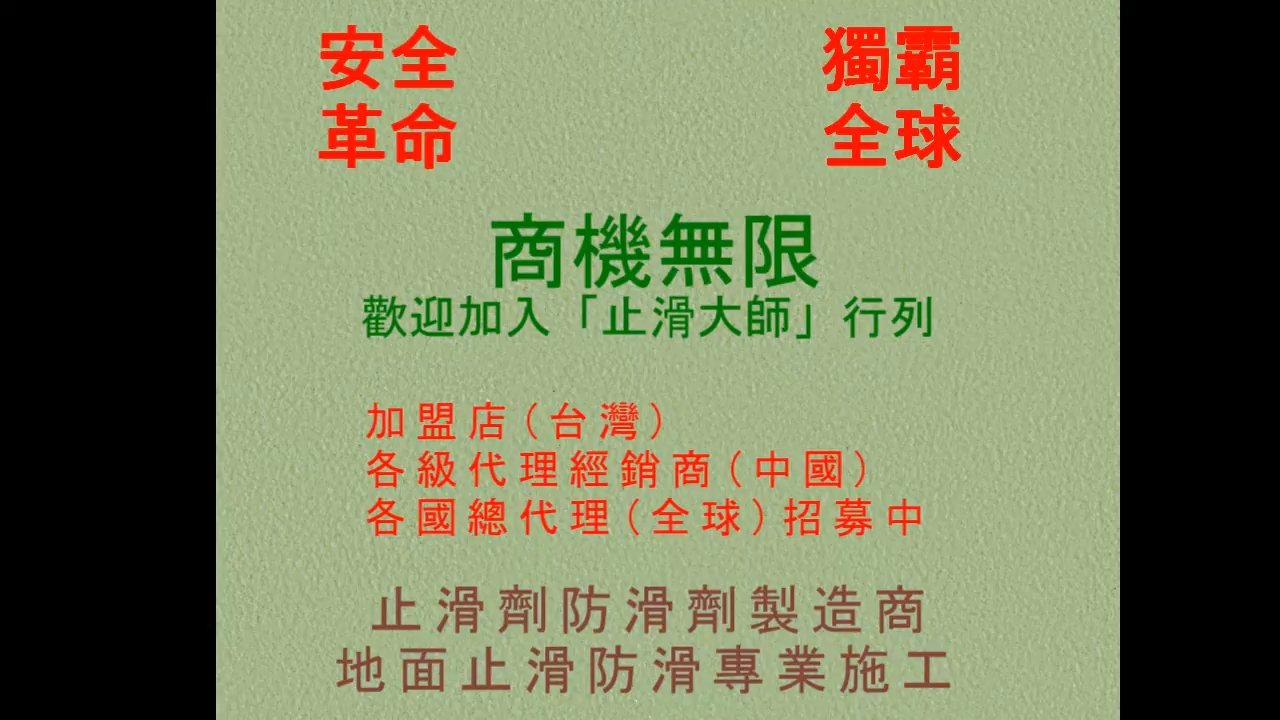 安全
革命
獨霸
全球
商機無限
歡迎加入「止滑大師」行列
加盟店(台灣)
各級代理經銷商(中國)
各國總代理(全球)招募中
止滑劑防滑劑製造商
地面止滑防滑專業施工